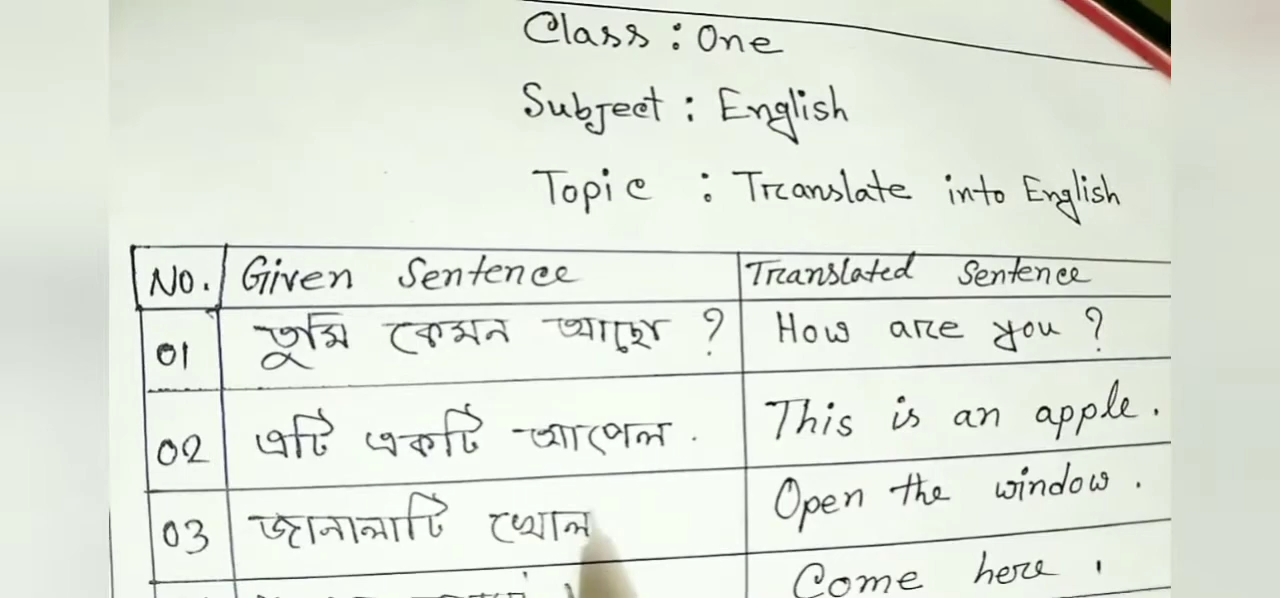 Class : One
Subject : English
Topic : Translate into English
No. Given Sentence Translated Sentence
01 তুমি কেমন আছো ? How are you ?
02 এটি একটি আপেল . This is an apple .
03 জানালাটি খোল Open the window .
Come here .